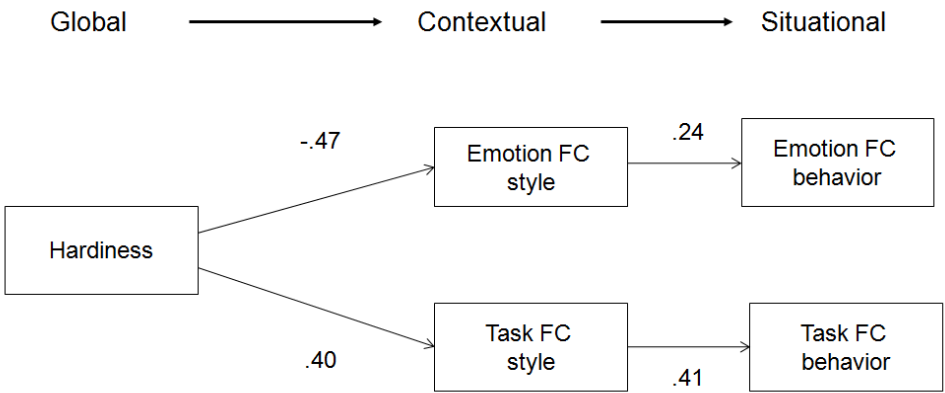 Global
Contextual
Situational
-.47
Emotion FC
style
.24
Emotion FC
behavior
Hardiness
.40
Task FC
style
.41
Task FC
behavior